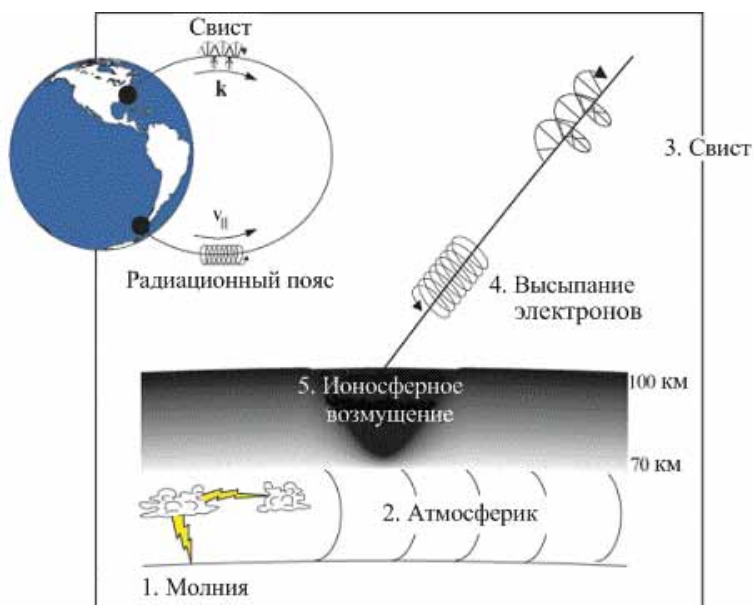 Свист
k
3. Свист
v||
Радиационный пояс
4. Высыпание
электронов
5. Ионосферное
возмущение
100 км
70 км
2. Атмосферик
1. Молния